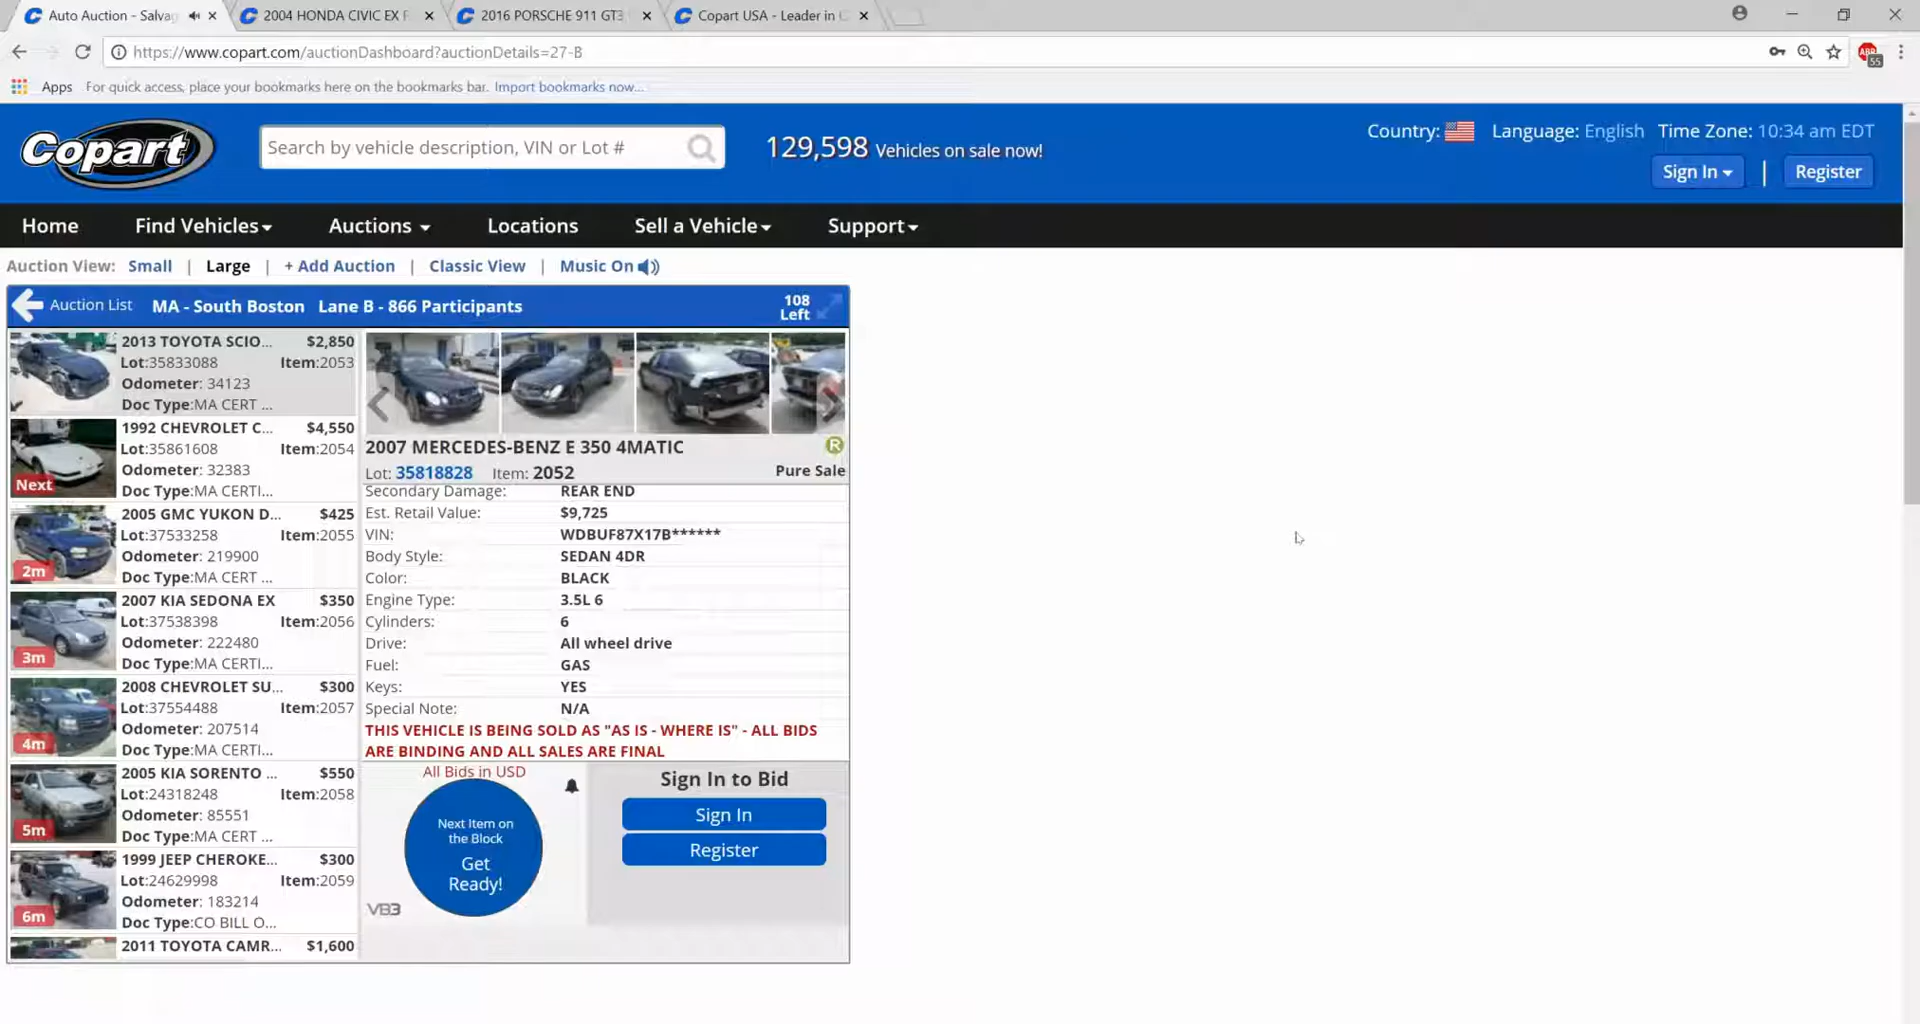 Auto Auction - Salvag
2004 HONDA CIVIC EX F
2016 PORSCHE 911 GT3
Copart USA - Leader in C
https://www.copart.com/auctionDashboard?auctionDetails=27-B
ABP
55
Apps For quick access, place your bookmarks here on the bookmarks bar. Import bookmarks now...
Copart
Search by vehicle description, VIN or Lot #
129,598 Vehicles on sale now!
Country: Language: English Time Zone: 10:34 am EDT
Sign In | Register
Home Find Vehicles Auctions Locations Sell a Vehicle Support
Auction View: Small | Large | + Add Auction | Classic View | Music On
Auction List MA - South Boston Lane B - 866 Participants 108 Left
2013 TOYOTA SCIO... $2,850
Lot:35833088 Item:2053
Odometer: 34123
Doc Type:MA CERT ...
1992 CHEVROLET C... $4,550
Lot:35861608 Item:2054
Odometer: 32383
Next
Doc Type:MA CERTI...
2005 GMC YUKON D... $425
Lot:37533258 Item:2055
Odometer: 219900
2m
Doc Type:MA CERT ...
2007 KIA SEDONA EX $350
Lot:37538398 Item:2056
Odometer: 222480
3m
Doc Type:MA CERTI...
2008 CHEVROLET SU... $300
Lot:37554488 Item:2057
Odometer: 207514
4m
Doc Type:MA CERTI...
2005 KIA SORENTO ... $550
Lot:24318248 Item:2058
Odometer: 85551
5m
Doc Type:MA CERT ...
1999 JEEP CHEROKE... $300
Lot:24629998 Item:2059
Odometer: 183214
6m
Doc Type:CO BILL O...
2011 TOYOTA CAMR... $1,600
2007 MERCEDES-BENZ E 350 4MATIC R
Lot: 35818828 Item: 2052 Pure Sale
Secondary Damage: REAR END
Est. Retail Value: $9,725
VIN: WDBUF87X17B******
Body Style: SEDAN 4DR
Color: BLACK
Engine Type: 3.5L 6
Cylinders: 6
Drive: All wheel drive
Fuel: GAS
Keys: YES
Special Note: N/A
THIS VEHICLE IS BEING SOLD AS "AS IS - WHERE IS" - ALL BIDS
ARE BINDING AND ALL SALES ARE FINAL
All Bids in USD
Next Item on
the Block
Get
Ready!
VB3
Sign In to Bid
Sign In
Register